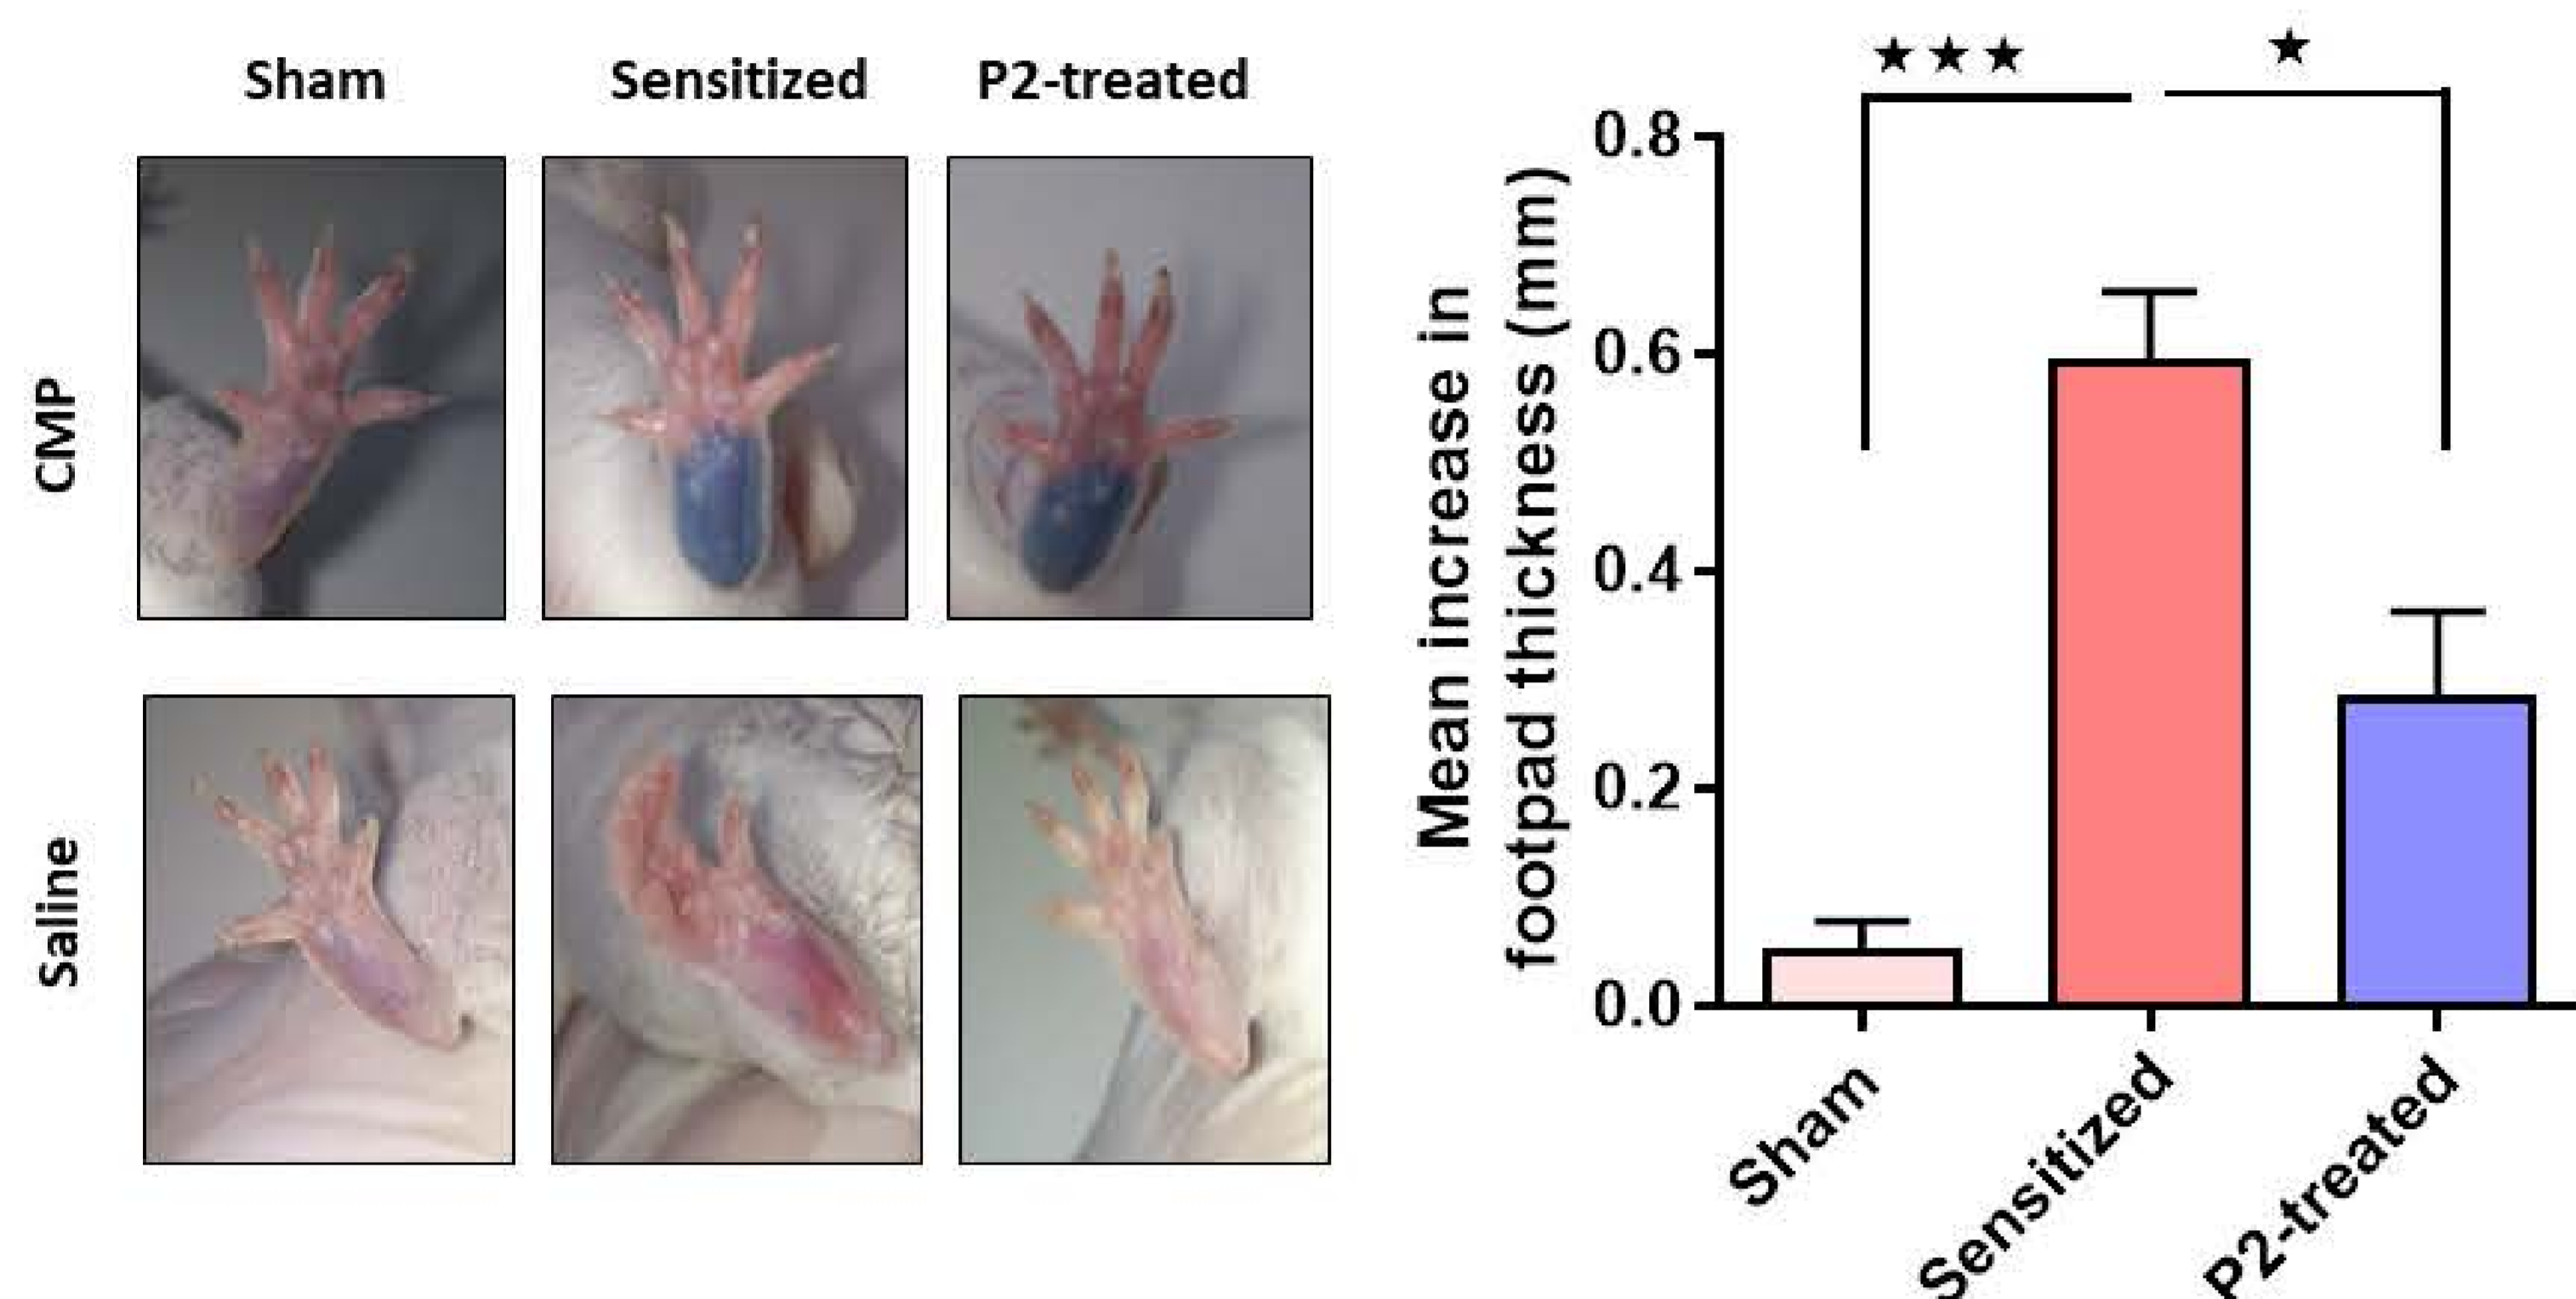 Sham Sensitized P2-treated
CMP
Saline
★★★ ★
Mean increase in
footpad thickness (mm)
0.8
0.6
0.4
0.2
0.0
Sham
Sensitized
P2-treated